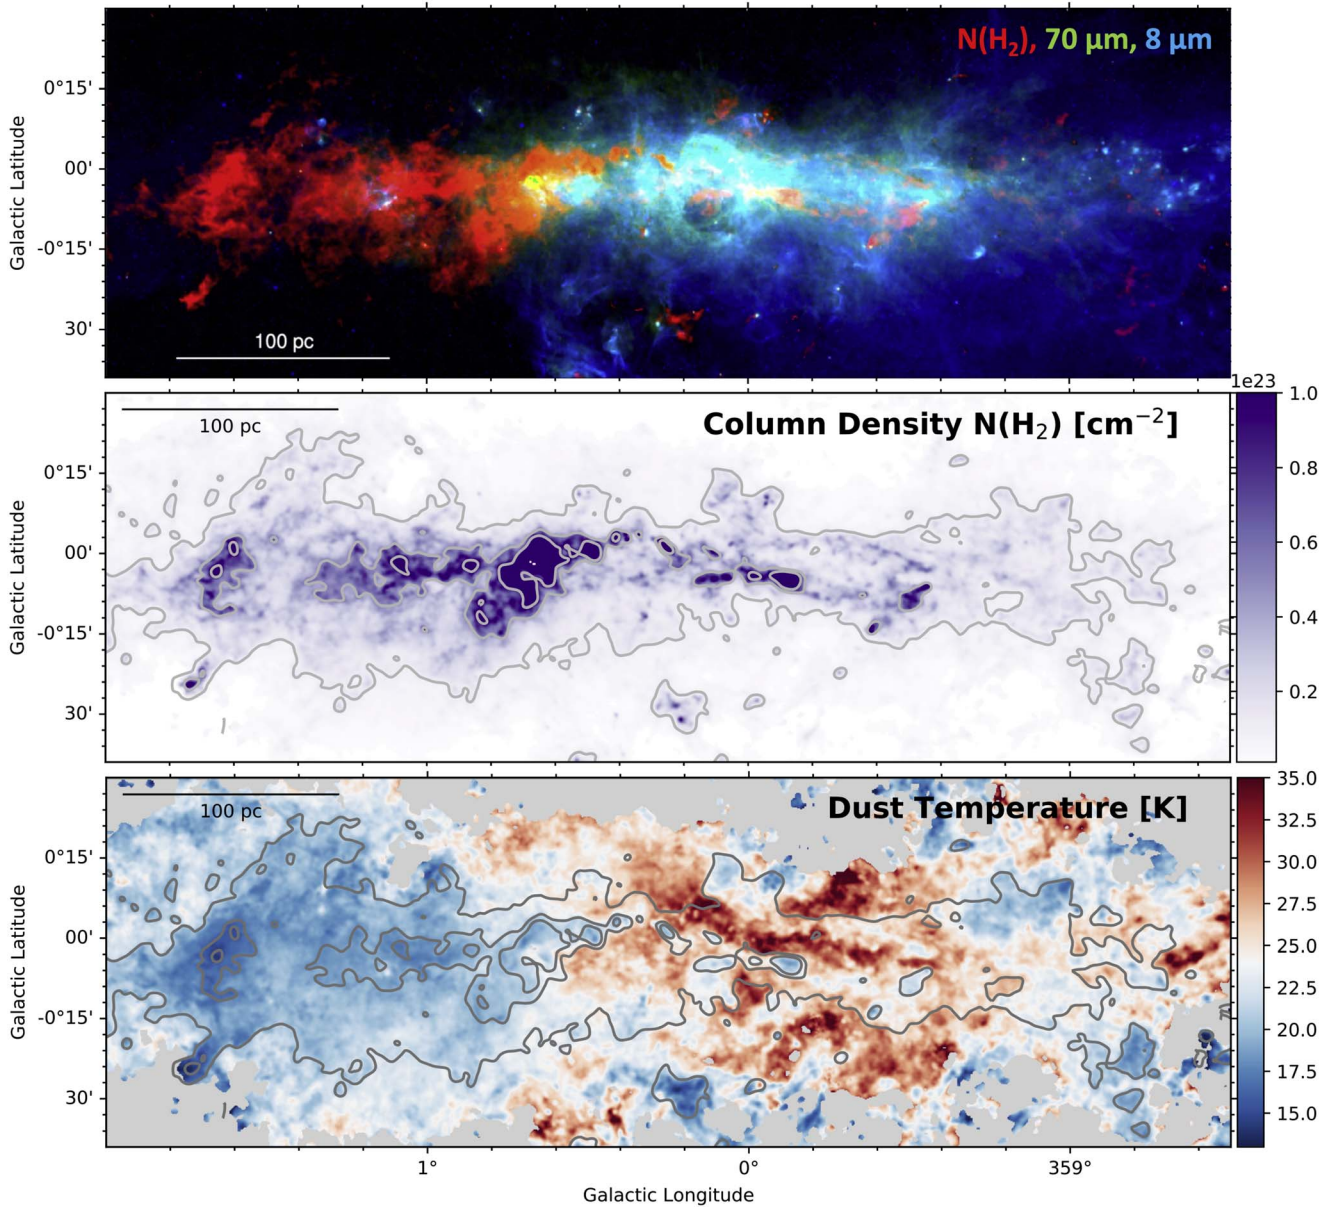 N(H₂), 70 μm, 8 μm
0°15'
00'
-0°15'
30'
Galactic Latitude
100 pc
1e23
100 pc
Column Density N(H₂) [cm⁻²]
0°15'
00'
-0°15'
30'
Galactic Latitude
1.0
0.8
0.6
0.4
0.2
100 pc
Dust Temperature [K]
0°15'
00'
-0°15'
30'
Galactic Latitude
35.0
32.5
30.0
27.5
25.0
22.5
20.0
17.5
15.0
1°
0°
359°
Galactic Longitude